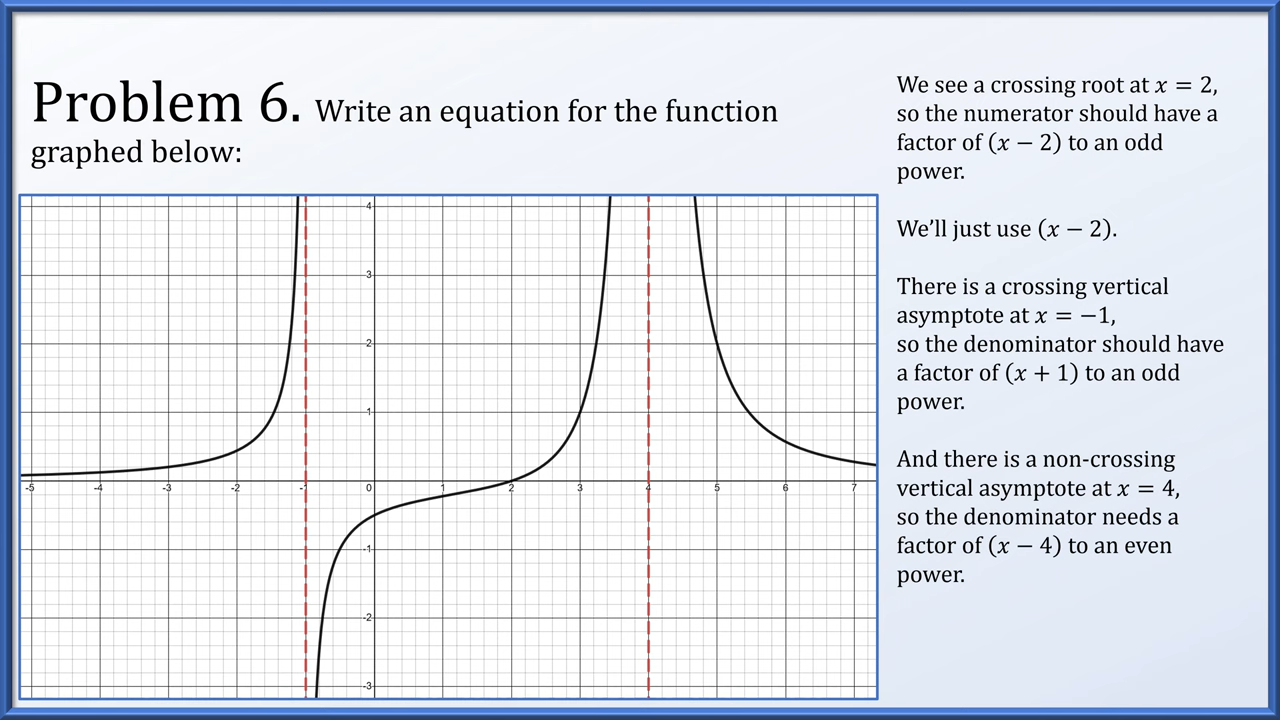 Problem 6. Write an equation for the function
graphed below:
We see a crossing root at x = 2,
so the numerator should have a
factor of (x − 2) to an odd
power.
We’ll just use (x − 2).
There is a crossing vertical
asymptote at x = −1,
so the denominator should have
a factor of (x + 1) to an odd
power.
And there is a non-crossing
vertical asymptote at x = 4,
so the denominator needs a
factor of (x − 4) to an even
power.
4
3
2
1
-5 -4 -3 -2 -1 0 1 2 3 4 5 6 7
-1
-2
-3